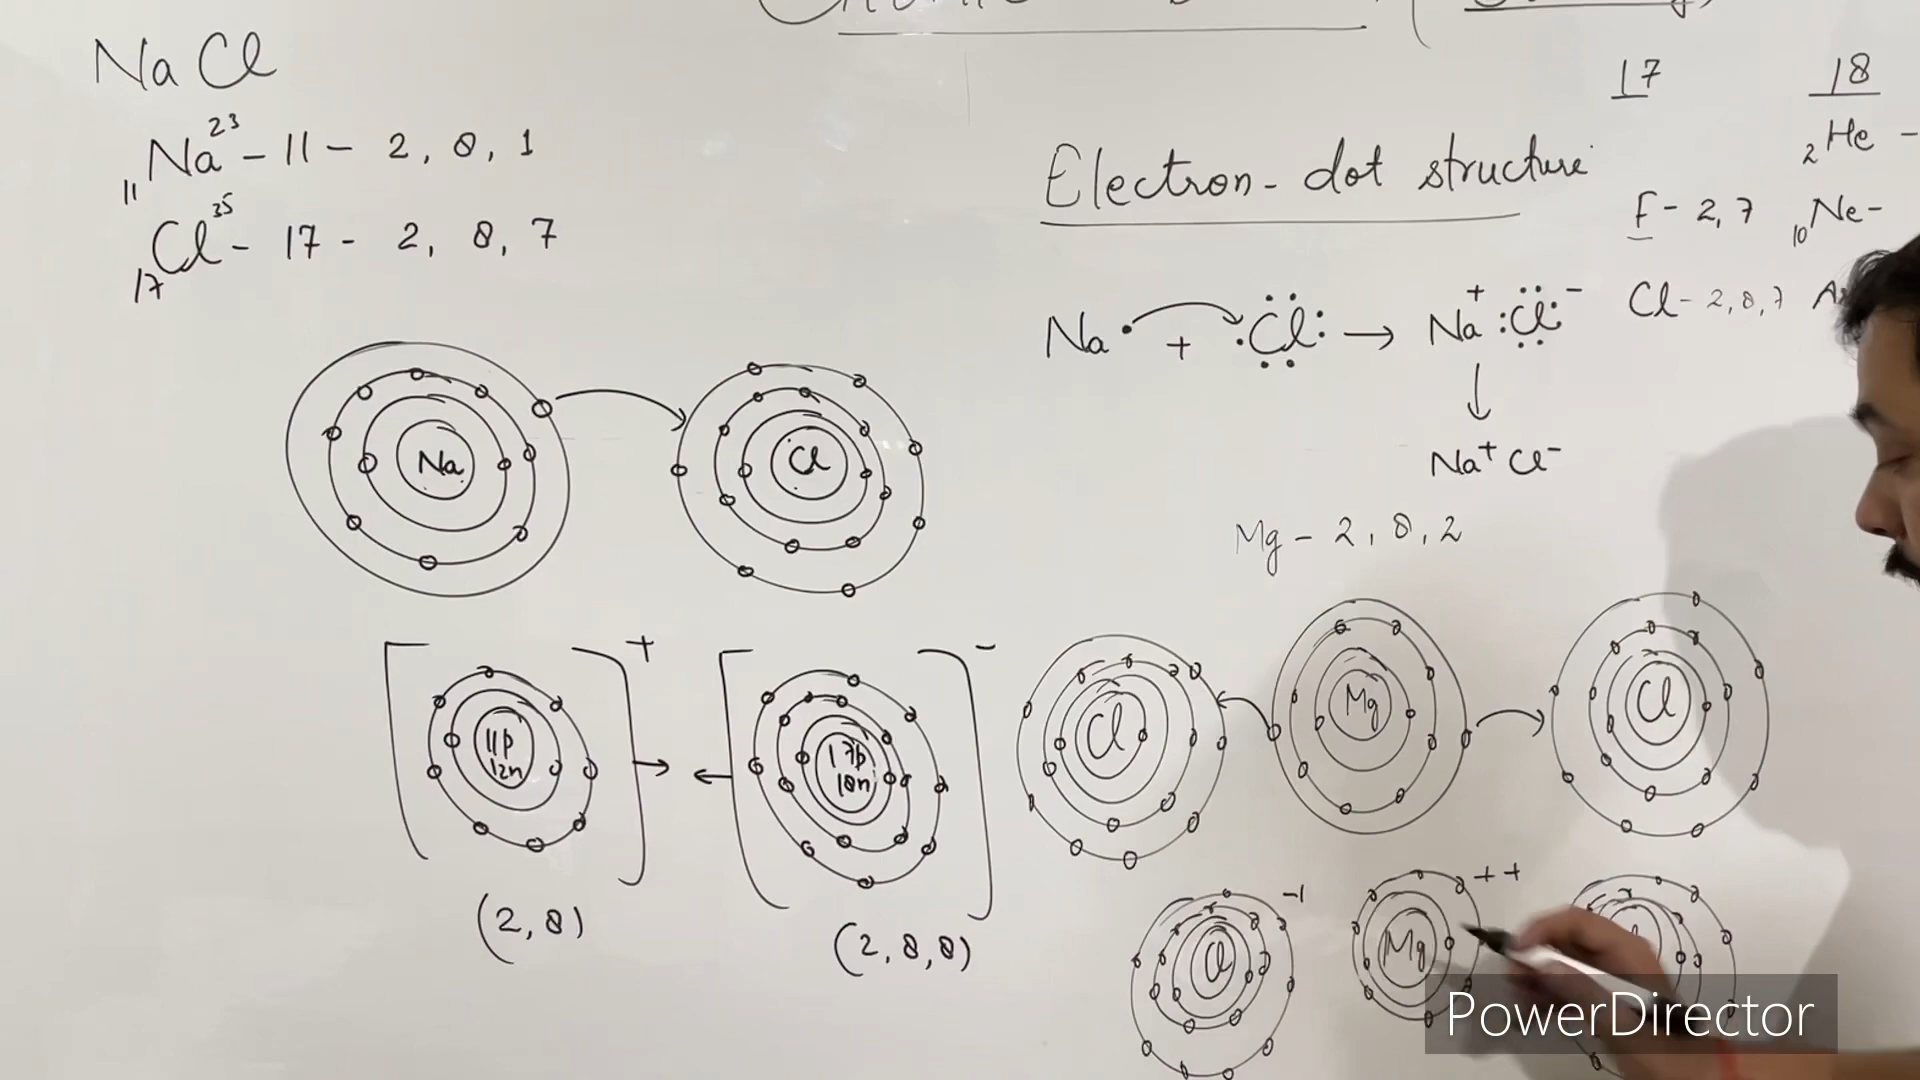 Na Cl
11Na23 - 11 - 2, 8, 1
17Cl35 - 17 - 2, 8, 7
Na
Cl
+
11p
12n
(2, 8)
-
17p
18n
(2, 8, 8)
17
18
2He -
F - 2, 7
10Ne -
Cl - 2, 8, 7
Electron - dot structure
Na• + :Cl: → Na+ :Cl:-
↓
Na+ Cl-
Mg - 2, 8, 2
Cl
Mg
Cl
Cl
-1
Mg
++
PowerDirector